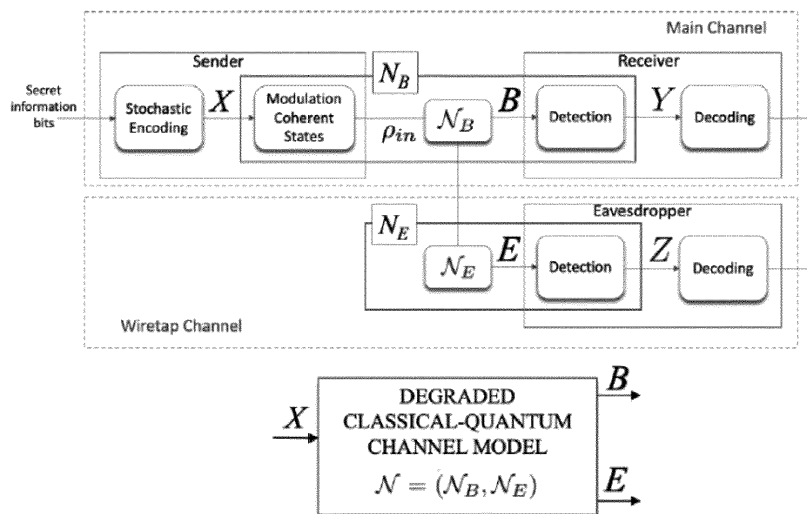 Main Channel
Sender
Receiver
Secret
information
bits
Stochastic
Encoding
X
Modulation
Coherent
States
ρ_in
N_B
𝒩_B
B
Detection
Y
Decoding
Eavesdropper
N_E
𝒩_E
E
Detection
Z
Decoding
Wiretap Channel
X
DEGRADED
CLASSICAL-QUANTUM
CHANNEL MODEL
𝒩 = (𝒩_B, 𝒩_E)
B
E